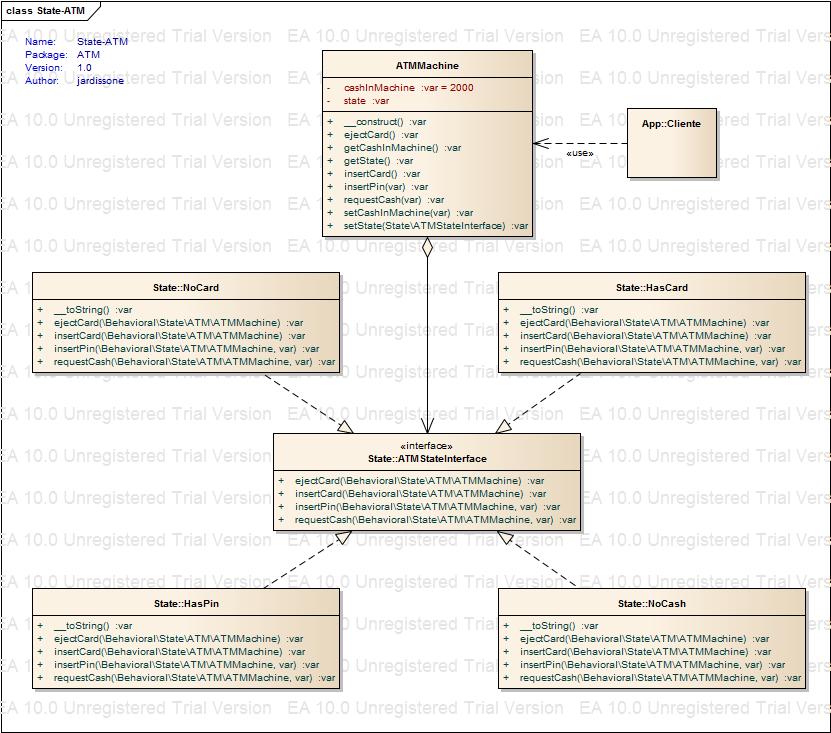 class State-ATM
Name: State-ATM
Package: ATM
Version: 1.0
Author: jardissone
ATMMachine
- cashInMachine :var = 2000
- state :var
+ __construct() :var
+ ejectCard() :var
+ getCashInMachine() :var
+ getState() :var
+ insertCard() :var
+ insertPin(var) :var
+ requestCash(var) :var
+ setCashInMachine(var) :var
+ setState(State\ATMStateInterface) :var
App::Cliente
«use»
State::NoCard
+ __toString() :var
+ ejectCard(\Behavioral\State\ATM\ATMMachine) :var
+ insertCard(\Behavioral\State\ATM\ATMMachine) :var
+ insertPin(\Behavioral\State\ATM\ATMMachine, var) :var
+ requestCash(\Behavioral\State\ATM\ATMMachine, var) :var
State::HasCard
+ __toString() :var
+ ejectCard(\Behavioral\State\ATM\ATMMachine) :var
+ insertCard(\Behavioral\State\ATM\ATMMachine) :var
+ insertPin(\Behavioral\State\ATM\ATMMachine, var) :var
+ requestCash(\Behavioral\State\ATM\ATMMachine, var) :var
«interface»
State::ATMStateInterface
+ ejectCard(\Behavioral\State\ATM\ATMMachine) :var
+ insertCard(\Behavioral\State\ATM\ATMMachine) :var
+ insertPin(\Behavioral\State\ATM\ATMMachine, var) :var
+ requestCash(\Behavioral\State\ATM\ATMMachine, var) :var
State::HasPin
+ __toString() :var
+ ejectCard(\Behavioral\State\ATM\ATMMachine) :var
+ insertCard(\Behavioral\State\ATM\ATMMachine) :var
+ insertPin(\Behavioral\State\ATM\ATMMachine, var) :var
+ requestCash(\Behavioral\State\ATM\ATMMachine, var) :var
State::NoCash
+ __toString() :var
+ ejectCard(\Behavioral\State\ATM\ATMMachine) :var
+ insertCard(\Behavioral\State\ATM\ATMMachine) :var
+ insertPin(\Behavioral\State\ATM\ATMMachine, var) :var
+ requestCash(\Behavioral\State\ATM\ATMMachine, var) :var
EA 10.0 Unregistered Trial Version